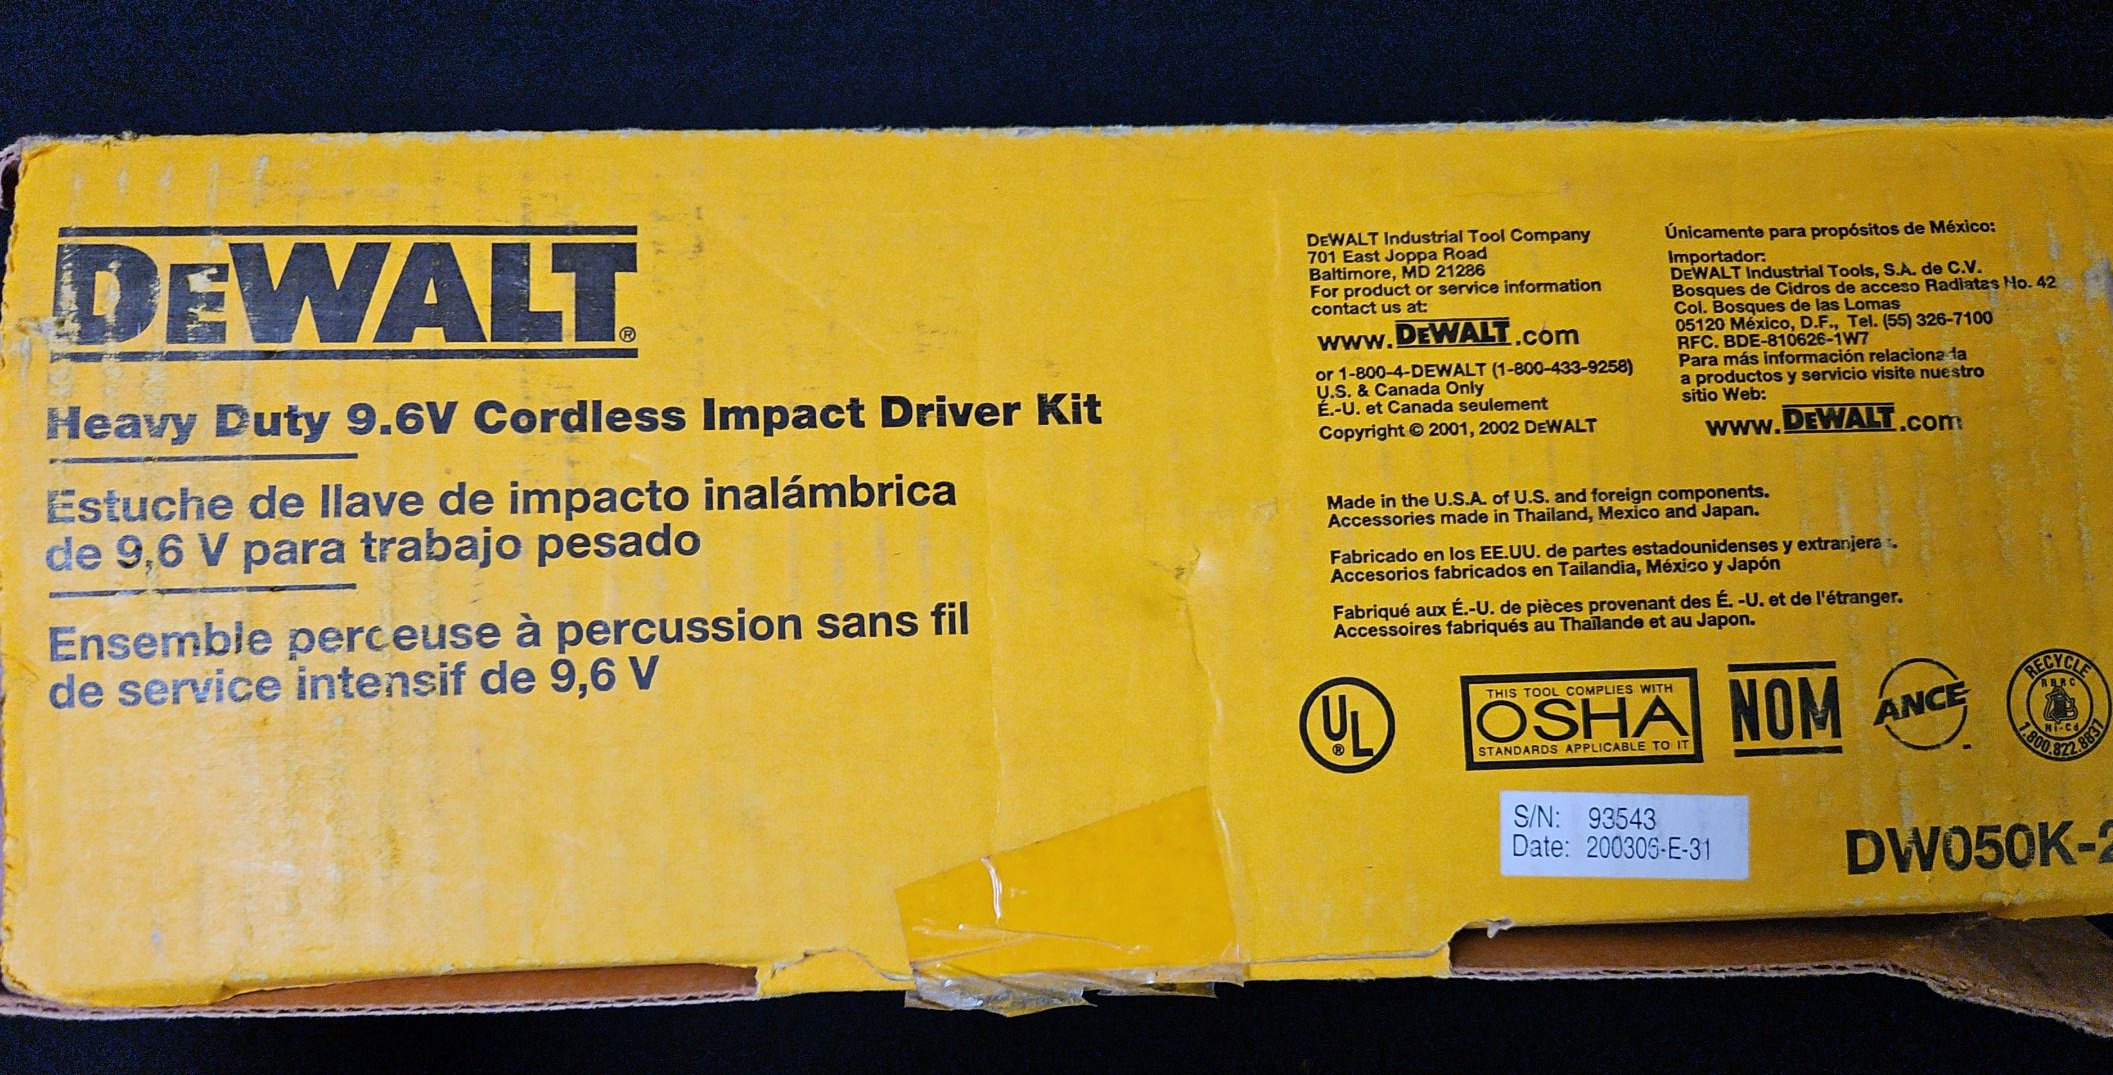 DEWALT®
Heavy Duty 9.6V Cordless Impact Driver Kit
Estuche de llave de impacto inalámbrica
de 9,6 V para trabajo pesado
Ensemble perceuse à percussion sans fil
de service intensif de 9,6 V
DEWALT Industrial Tool Company
701 East Joppa Road
Baltimore, MD 21286
For product or service information
contact us at:
www.DEWALT.com
or 1-800-4-DEWALT (1-800-433-9258)
U.S. & Canada Only
É.-U. et Canada seulement
Copyright © 2001, 2002 DEWALT
Únicamente para propósitos de México:
Importador:
DEWALT Industrial Tools, S.A. de C.V.
Bosques de Cidros de acceso Radiatas No. 42
Col. Bosques de las Lomas
05120 México, D.F., Tel. (55) 326-7100
RFC. BDE-810626-1W7
Para más información relacionada
a productos y servicio visite nuestro
sitio Web:
www.DEWALT.com
Made in the U.S.A. of U.S. and foreign components.
Accessories made in Thailand, Mexico and Japan.
Fabricado en los EE.UU. de partes estadounidenses y extranjeras.
Accesorios fabricados en Tailandia, México y Japón
Fabriqué aux É.-U. de pièces provenant des É. -U. et de l'étranger.
Accessoires fabriqués au Thaïlande et au Japon.
UL®
THIS TOOL COMPLIES WITH
OSHA
STANDARDS APPLICABLE TO IT
NOM
ANCE
RECYCLE
RBRC
Ni-Cd
1.800.822.8837
S/N: 93543
Date: 200306-E-31
DW050K-2